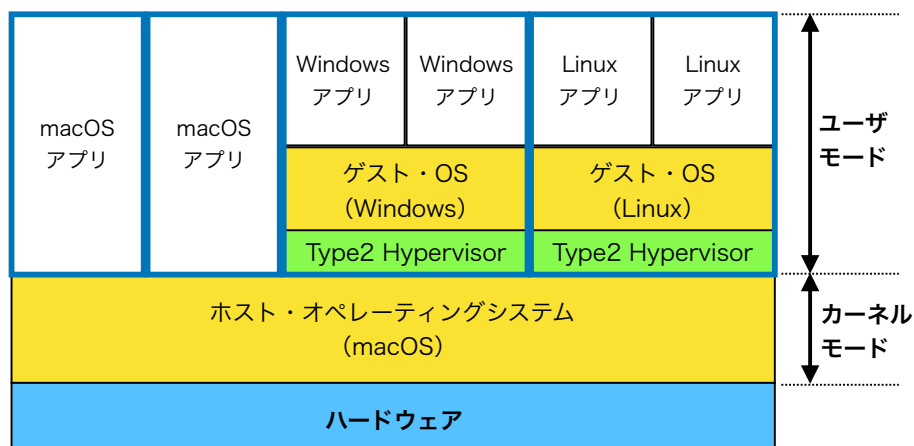 macOS
アプリ
macOS
アプリ
Windows
アプリ
Windows
アプリ
Linux
アプリ
Linux
アプリ
ゲスト・OS
（Windows）
ゲスト・OS
（Linux）
Type2 Hypervisor
Type2 Hypervisor
ユーザ
モード
ホスト・オペレーティングシステム
（macOS）
カーネル
モード
ハードウェア